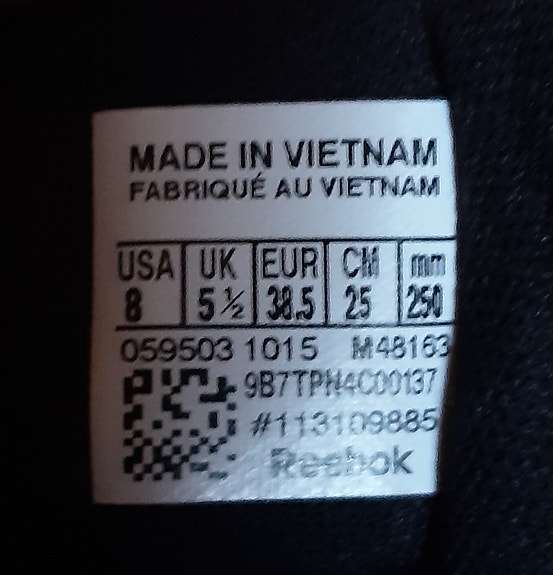 MADE IN VIETNAM
FABRIQUÉ AU VIETNAM
USA UK EUR CM mm
8 5 ½ 38.5 25 250
059503 1015 M48163
9B7TPN4C00137
#113109885
Reebok